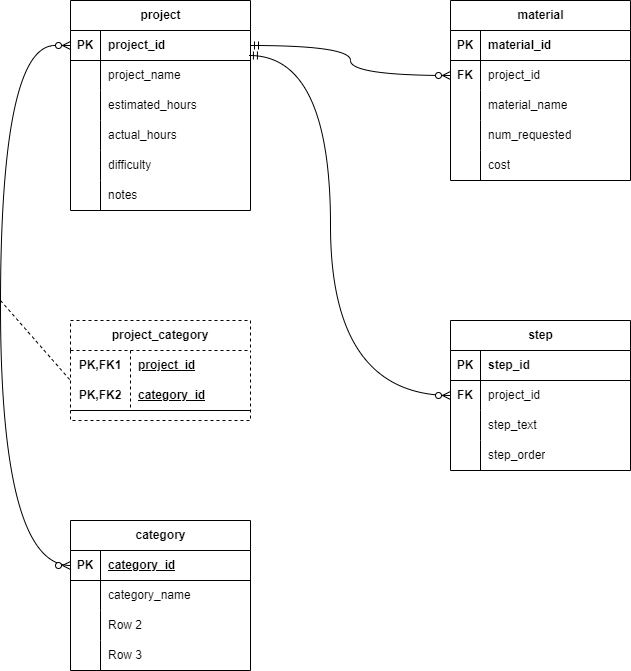 project
PK project_id
project_name
estimated_hours
actual_hours
difficulty
notes
material
PK material_id
FK project_id
material_name
num_requested
cost
project_category
PK,FK1 project_id
PK,FK2 category_id
step
PK step_id
FK project_id
step_text
step_order
category
PK category_id
category_name
Row 2
Row 3